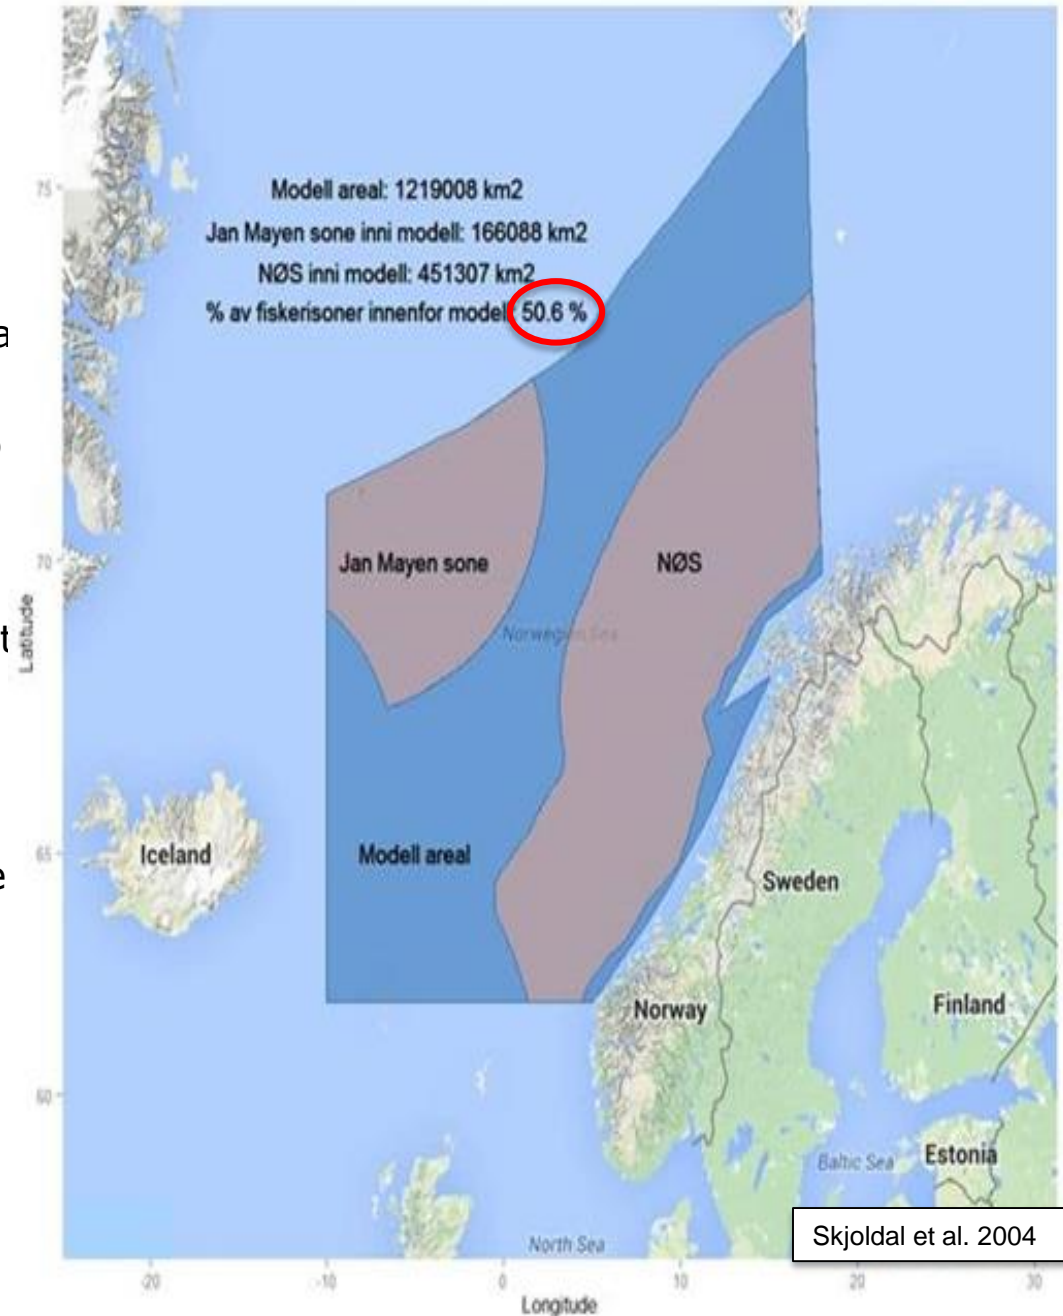 75
Modell areal: 1219008 km2
Jan Mayen sone inni modell: 166088 km2
NØS inni modell: 451307 km2
% av fiskerisoner innenfor modell: 50.6 %
a
70
Jan Mayen sone
NØS
Norwegian Sea
Latitude
t
65
Iceland
Modell areal
e
Sweden
Norway
Finland
60
Baltic Sea
Estonia
North Sea
Skjoldal et al. 2004
-20
-10
0
10
20
30
Longitude